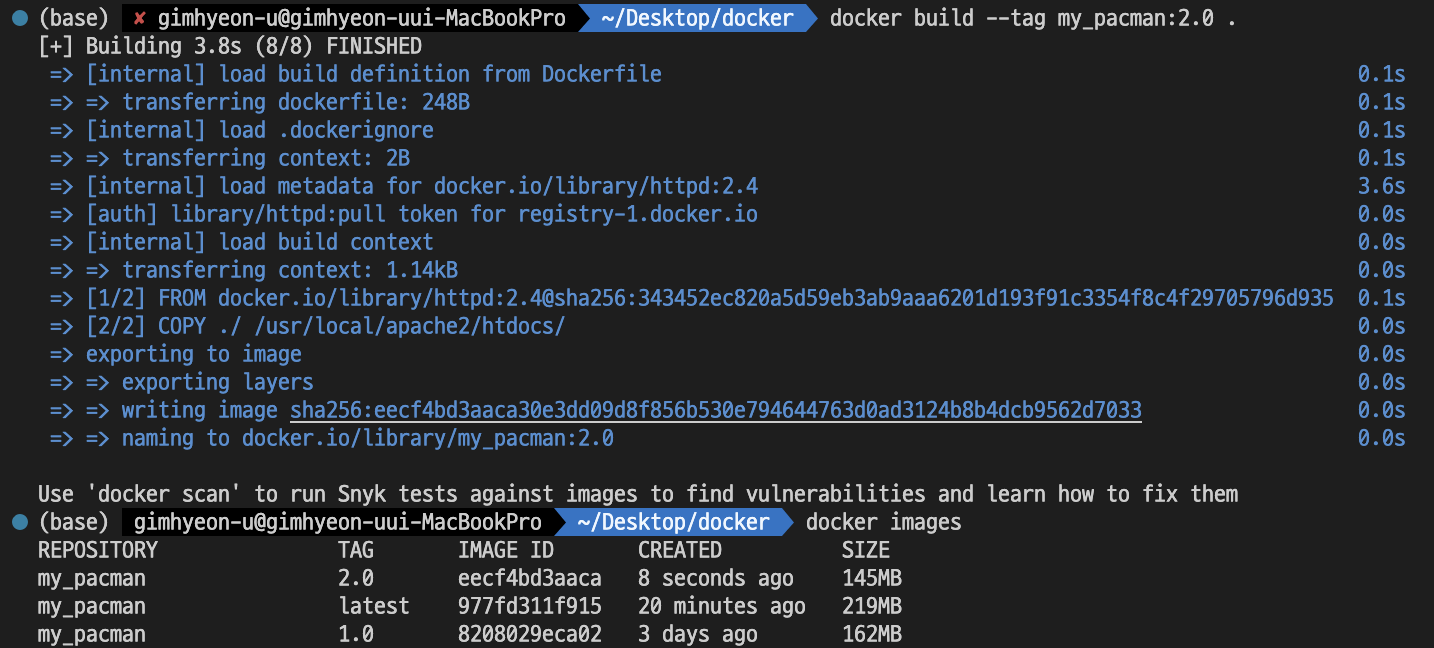 (base) ✘ gimhyeon-u@gimhyeon-uui-MacBookPro ~/Desktop/docker docker build --tag my_pacman:2.0 .
[+] Building 3.8s (8/8) FINISHED
=> [internal] load build definition from Dockerfile 0.1s
=> => transferring dockerfile: 248B 0.1s
=> [internal] load .dockerignore 0.1s
=> => transferring context: 2B 0.1s
=> [internal] load metadata for docker.io/library/httpd:2.4 3.6s
=> [auth] library/httpd:pull token for registry-1.docker.io 0.0s
=> [internal] load build context 0.0s
=> => transferring context: 1.14kB 0.0s
=> [1/2] FROM docker.io/library/httpd:2.4@sha256:343452ec820a5d59eb3ab9aaa6201d193f91c3354f8c4f29705796d935 0.1s
=> [2/2] COPY ./ /usr/local/apache2/htdocs/ 0.0s
=> exporting to image 0.0s
=> => exporting layers 0.0s
=> => writing image sha256:eecf4bd3aaca30e3dd09d8f856b530e794644763d0ad3124b8b4dcb9562d7033 0.0s
=> => naming to docker.io/library/my_pacman:2.0 0.0s
Use 'docker scan' to run Snyk tests against images to find vulnerabilities and learn how to fix them
(base) gimhyeon-u@gimhyeon-uui-MacBookPro ~/Desktop/docker docker images
REPOSITORY TAG IMAGE ID CREATED SIZE
my_pacman 2.0 eecf4bd3aaca 8 seconds ago 145MB
my_pacman latest 977fd311f915 20 minutes ago 219MB
my_pacman 1.0 8208029eca02 3 days ago 162MB